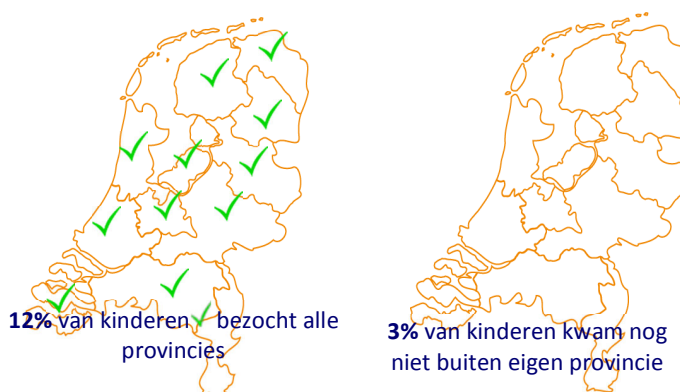 12% van kinderen bezocht alle
provincies
3% van kinderen kwam nog
niet buiten eigen provincie